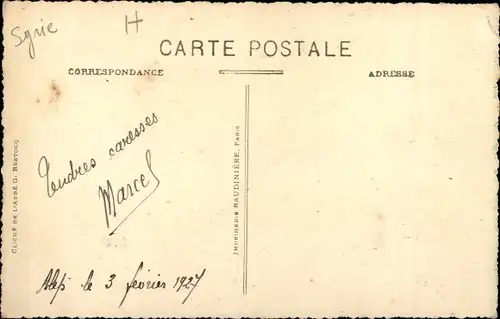 Syrie
H
CARTE POSTALE
CORRESPONDANCE
ADRESSE
CLICHÉ DE L'ABBÉ G. BRETOCQ
Tendres caresses
Marcel
IMPRIMERIE BAUDINIÈRE, PARIS
Alep le 3 février 1927